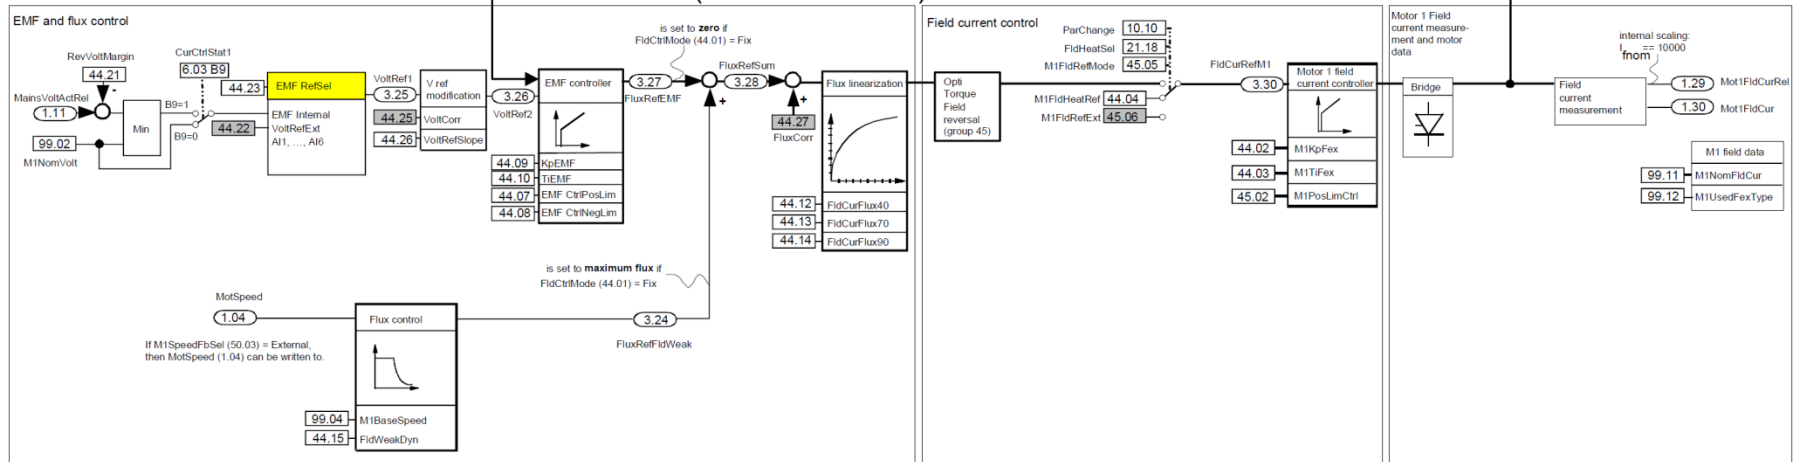 EMF and flux control
RevVoltMargin
44.21
-
MainsVoltActRel
1.11
99.02
M1NomVolt
Min
CurCtrlStat1
6.03 B9
B9=1
B9=0
44.23
EMF RefSel
44.22
EMF Internal
VoltRefExt
AI1, ..., AI6
VoltRef1
3.25
44.25
44.26
V ref
modification
VoltCorr
VoltRefSlope
3.26
VoltRef2
EMF controller
44.09
KpEMF
44.10
TiEMF
44.07
EMF CtrlPosLim
44.08
EMF CtrlNegLim
is set to zero if
FldCtrlMode (44.01) = Fix
3.27
FluxRefEMF
+
FluxRefSum
3.28
+
44.27
FluxCorr
Flux linearization
44.12
FldCurFlux40
44.13
FldCurFlux70
44.14
FldCurFlux90
is set to maximum flux if
FldCtrlMode (44.01) = Fix
MotSpeed
1.04
If M1SpeedFbSel (50.03) = External,
then MotSpeed (1.04) can be written to.
Flux control
99.04
M1BaseSpeed
44.15
FldWeakDyn
3.24
FluxRefFldWeak
Field current control
Opti
Torque
Field
reversal
(group 45)
ParChange
10.10
FldHeatSel
21.18
M1FldRefMode
45.05
M1FldHeatRef
44.04
M1FldRefExt
45.06
FldCurRefM1
3.30
Motor 1 field
current controller
44.02
M1KpFex
44.03
M1TiFex
45.02
M1PosLimCtrl
Motor 1 Field
current measure-
ment and motor
data
Bridge
Field
current
measurement
internal scaling:
I fnom == 10000
1.29
Mot1FldCurRel
1.30
Mot1FldCur
M1 field data
99.11
M1NomFldCur
99.12
M1UsedFexType